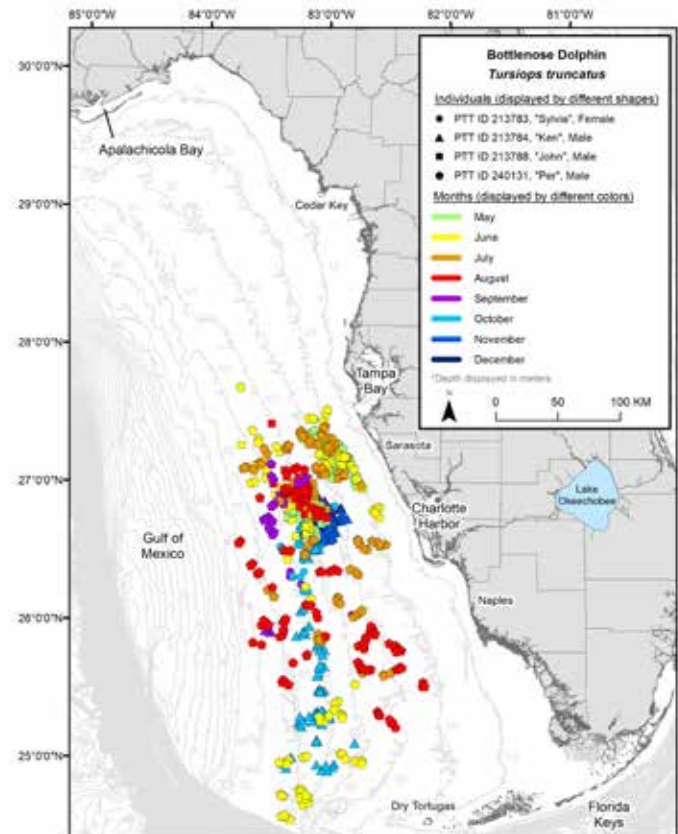 85°0'0"W
84°0'0"W
83°0'0"W
82°0'0"W
81°0'0"W
30°0'0"N
29°0'0"N
28°0'0"N
27°0'0"N
26°0'0"N
25°0'0"N
Bottlenose Dolphin
Tursiops truncatus
Individuals (displayed by different shapes)
PTT ID 213783, "Sylvia", Female
PTT ID 213784, "Ken", Male
PTT ID 213788, "John", Male
PTT ID 240131, "Per", Male
Months (displayed by different colors)
May
June
July
August
September
October
November
December
*Depth displayed in meters
N
0 50 100 KM
Apalachicola Bay
Cedar Key
Tampa
Bay
Sarasota
Lake
Okeechobee
Charlotte
Harbor
Gulf of
Mexico
Naples
Dry Tortugas
Florida
Keys